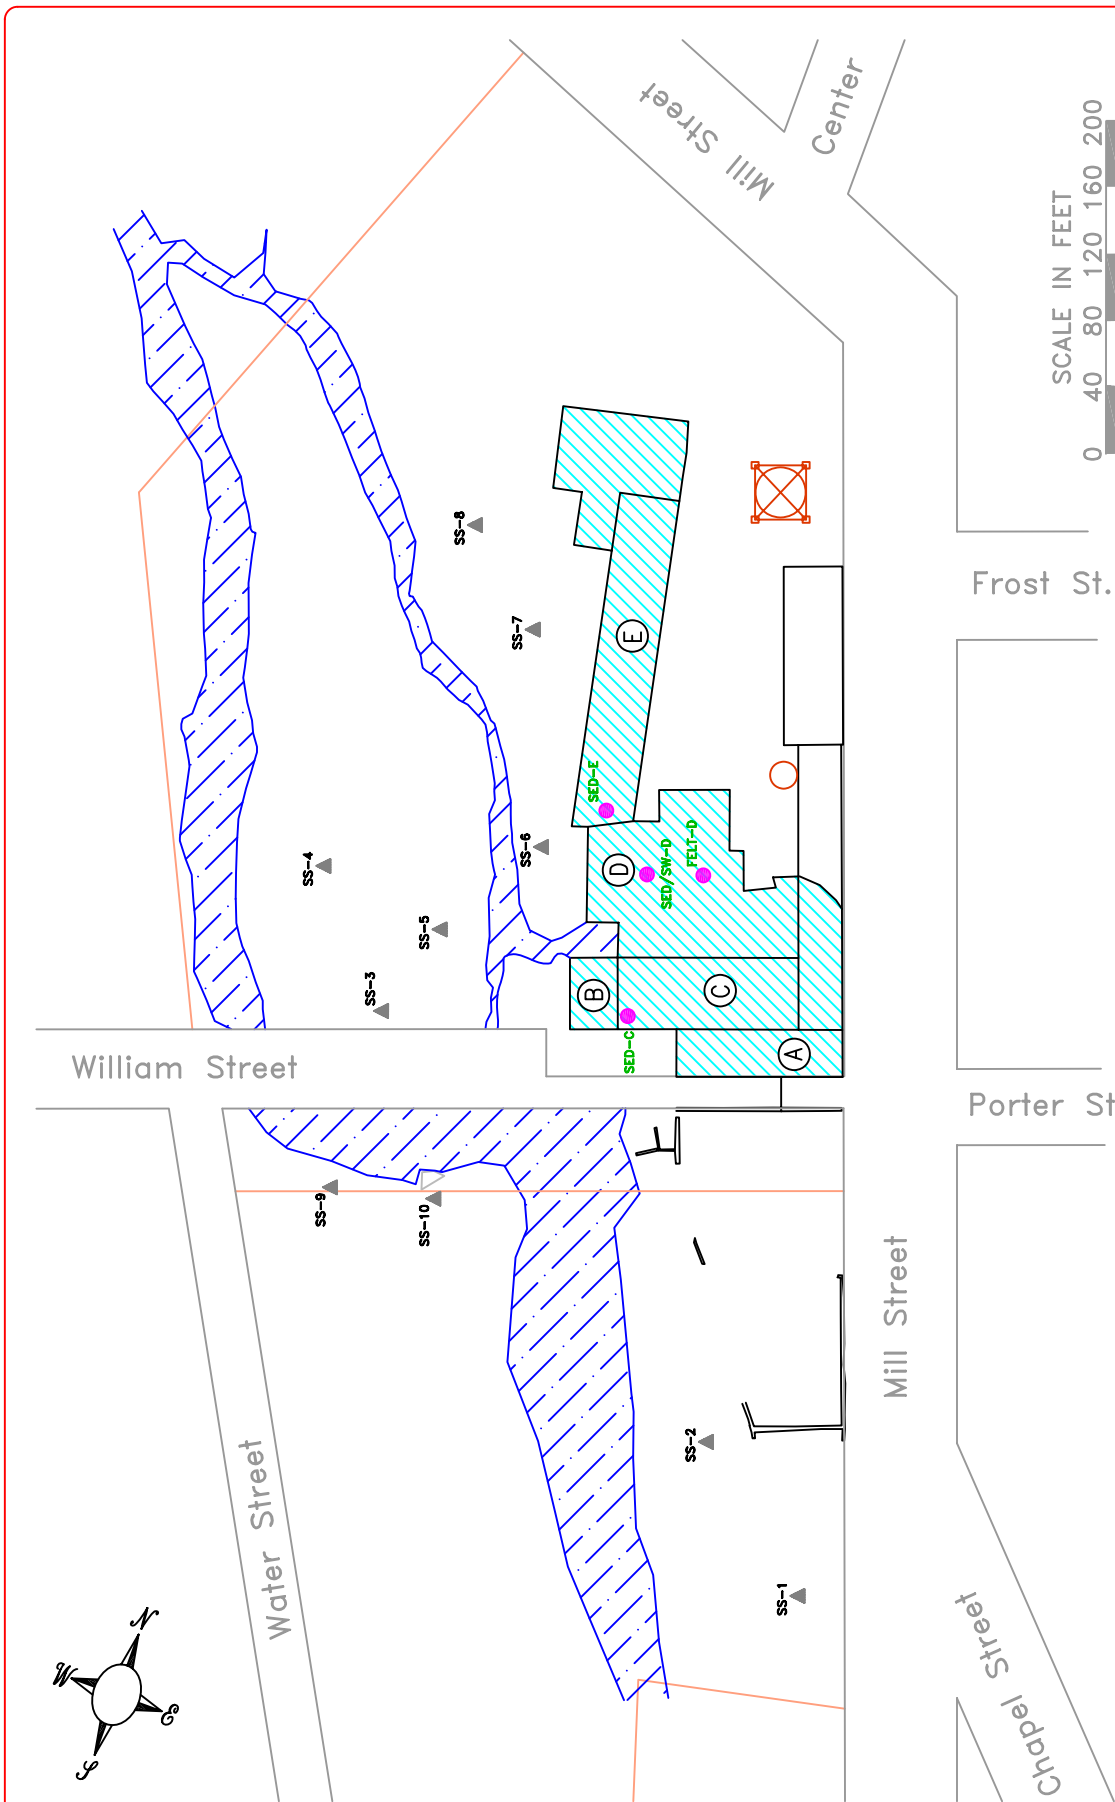 Mill Street
Center
SCALE IN FEET
0 40 80 120 160 200
SS-8
SS-7
E
Frost St.
SED-E
SS-6
SS-4
D
SED/SW-D
FELT-D
SS-5
SS-3
B
C
SED-C
A
William Street
Porter St
SS-9
SS-10
Mill Street
SS-2
Water Street
SS-1
Chapel Street
N
W
E
S